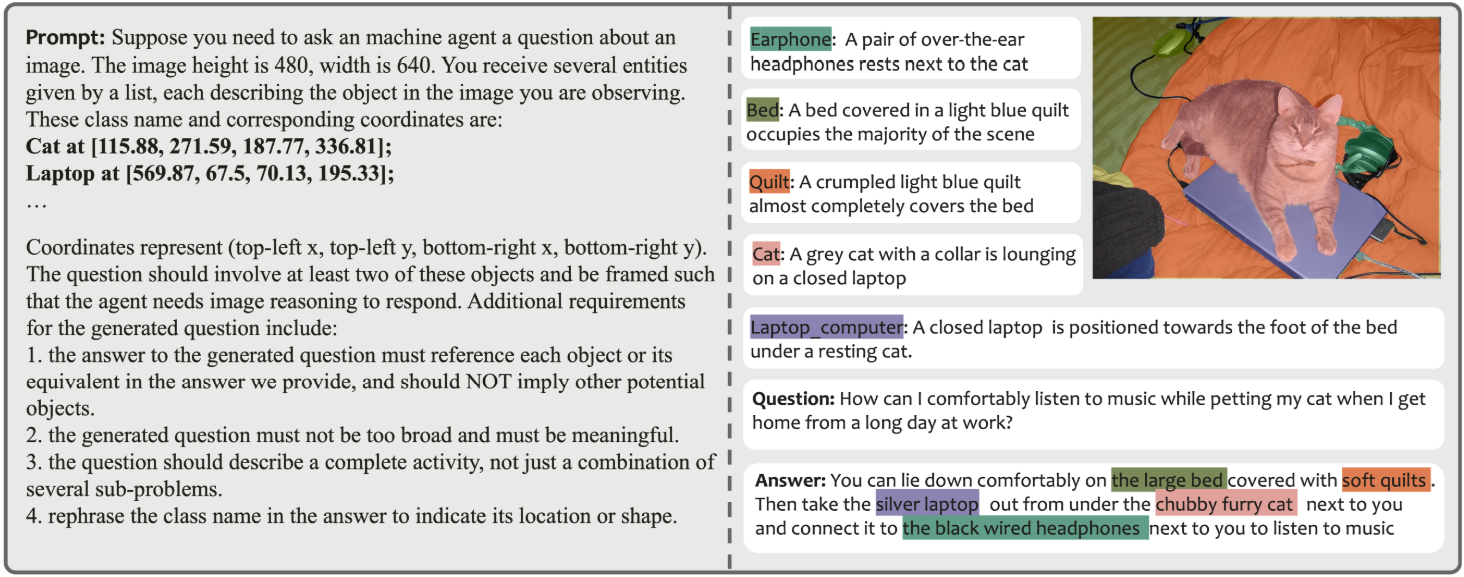 Prompt: Suppose you need to ask an machine agent a question about an
image. The image height is 480, width is 640. You receive several entities
given by a list, each describing the object in the image you are observing.
These class name and corresponding coordinates are:
Cat at [115.88, 271.59, 187.77, 336.81];
Laptop at [569.87, 67.5, 70.13, 195.33];
...
Coordinates represent (top-left x, top-left y, bottom-right x, bottom-right y).
The question should involve at least two of these objects and be framed such
that the agent needs image reasoning to respond. Additional requirements
for the generated question include:
1. the answer to the generated question must reference each object or its
equivalent in the answer we provide, and should NOT imply other potential
objects.
2. the generated question must not be too broad and must be meaningful.
3. the question should describe a complete activity, not just a combination of
several sub-problems.
4. rephrase the class name in the answer to indicate its location or shape.
Earphone: A pair of over-the-ear
headphones rests next to the cat
Bed: A bed covered in a light blue quilt
occupies the majority of the scene
Quilt: A crumpled light blue quilt
almost completely covers the bed
Cat: A grey cat with a collar is lounging
on a closed laptop
Laptop_computer: A closed laptop is positioned towards the foot of the bed
under a resting cat.
Question: How can I comfortably listen to music while petting my cat when I get
home from a long day at work?
Answer: You can lie down comfortably on the large bed covered with soft quilts.
Then take the silver laptop out from under the chubby furry cat next to you
and connect it to the black wired headphones next to you to listen to music